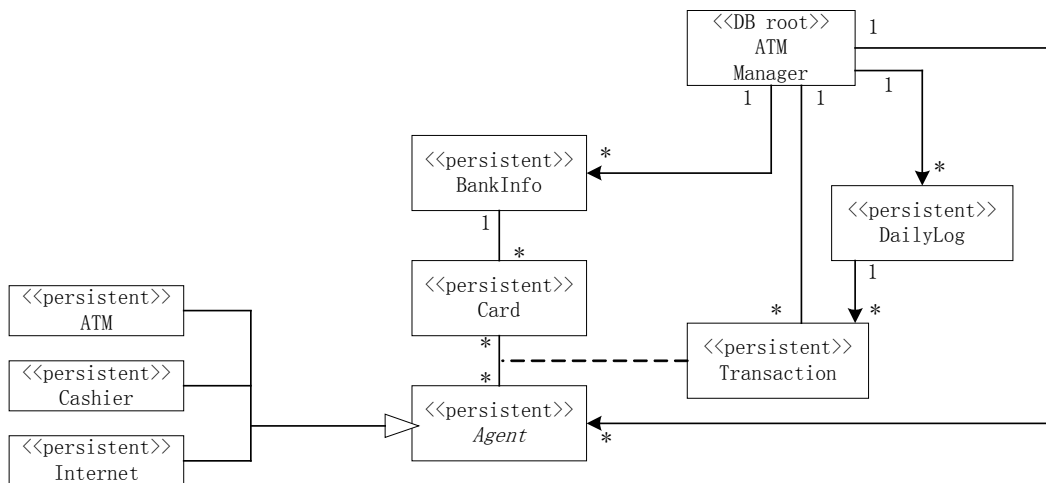 <<DB root>>
ATM
Manager
1
1
1
1
*
<<persistent>>
BankInfo
*
<<persistent>>
DailyLog
1
*
1
<<persistent>>
Card
*
*
*
<<persistent>>
Transaction
*
<<persistent>>
Agent
*
<<persistent>>
ATM
<<persistent>>
Cashier
<<persistent>>
Internet